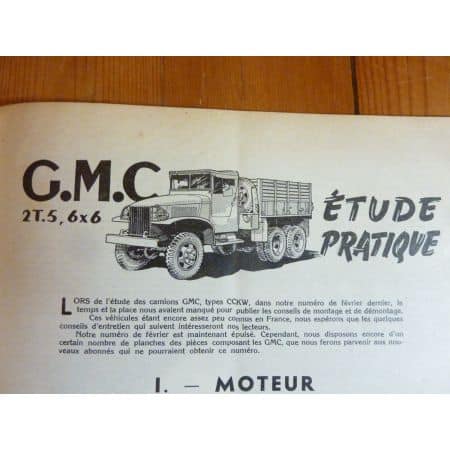 G.M.C
2T.5, 6x6
ÉTUDE
PRATIQUE
LORS de l'étude des camions GMC, types CCKW, dans notre numéro de février dernier, le
temps et la place nous avaient manqué pour publier les conseils de montage et de démontage.
Ces véhicules étant encore assez peu connus en France, nous espérons que les quelques
conseils d'entretien qui suivent intéresseront nos lecteurs.
Notre numéro de février est maintenant épuisé. Cependant, nous disposons encore d'un
certain nombre de planches des pièces composant les GMC, que nous ferons parvenir aux nou-
veaux abonnés qui ne pourraient obtenir ce numéro.
I. — MOTEUR